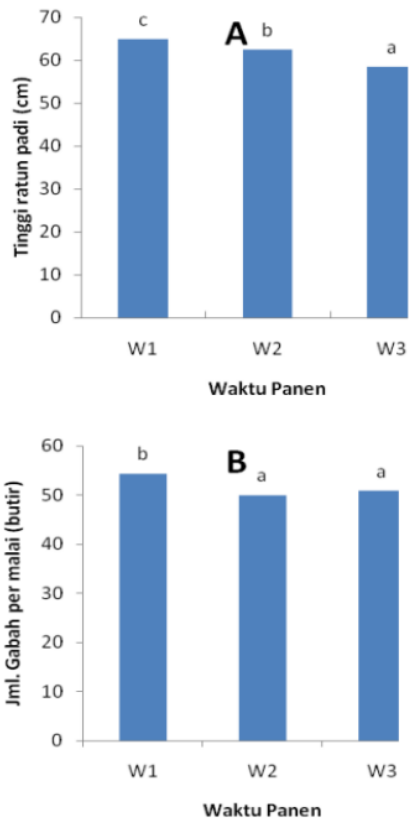 70
60
50
40
30
20
10
0
Tinggi ratun padi (cm)
A
c
b
a
W1 W2 W3
Waktu Panen
60
50
40
30
20
10
0
Jml. Gabah per malai (butir)
B
b
a
a
W1 W2 W3
Waktu Panen